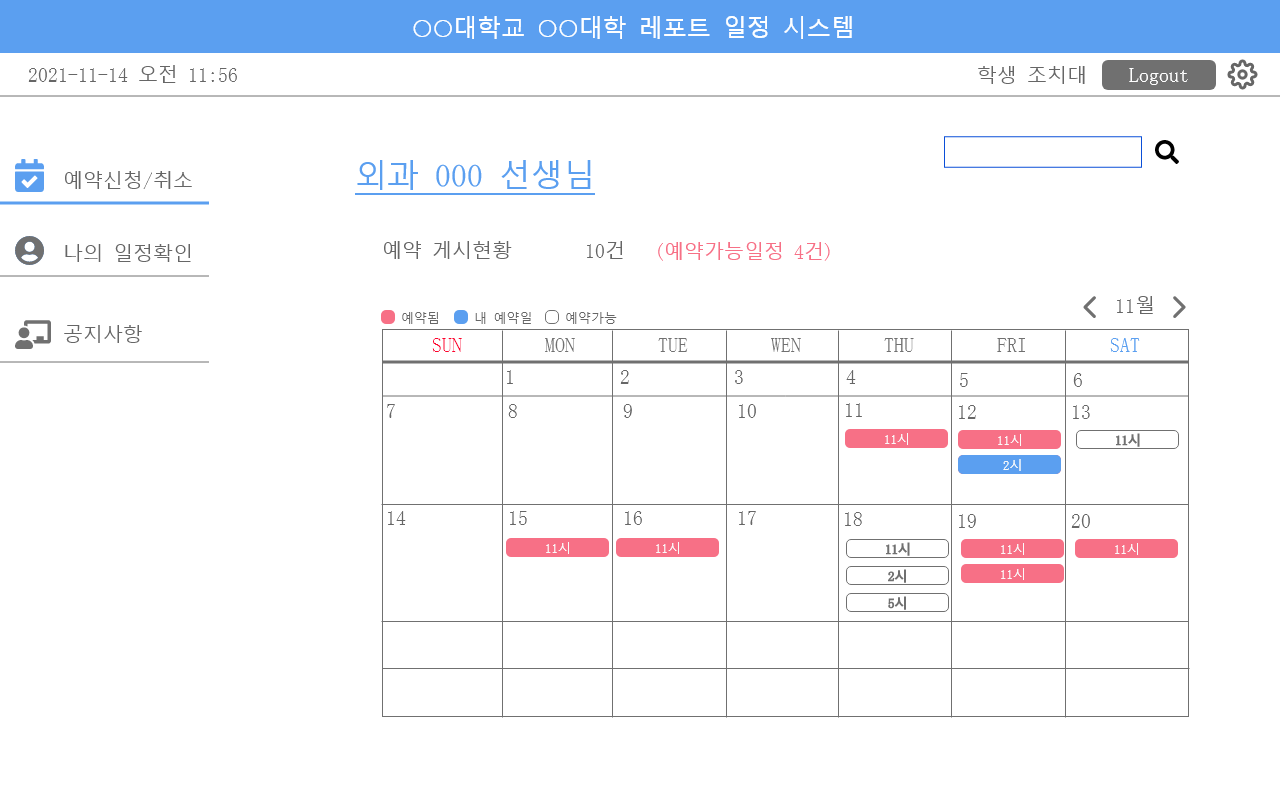 ○○대학교 ○○대학 레포트 일정 시스템
2021-11-14 오전 11:56
학생 조치대
Logout
예약신청/취소
나의 일정확인
공지사항
외과 000 선생님
예약 게시현황 10건 (예약가능일정 4건)
11월
예약됨 내 예약일 예약가능
SUN MON TUE WEN THU FRI SAT
1 2 3 4 5 6
7 8 9 10 11 12 13
11시 11시 11시
2시
14 15 16 17 18 19 20
11시 11시 11시 11시 11시
2시 11시
5시